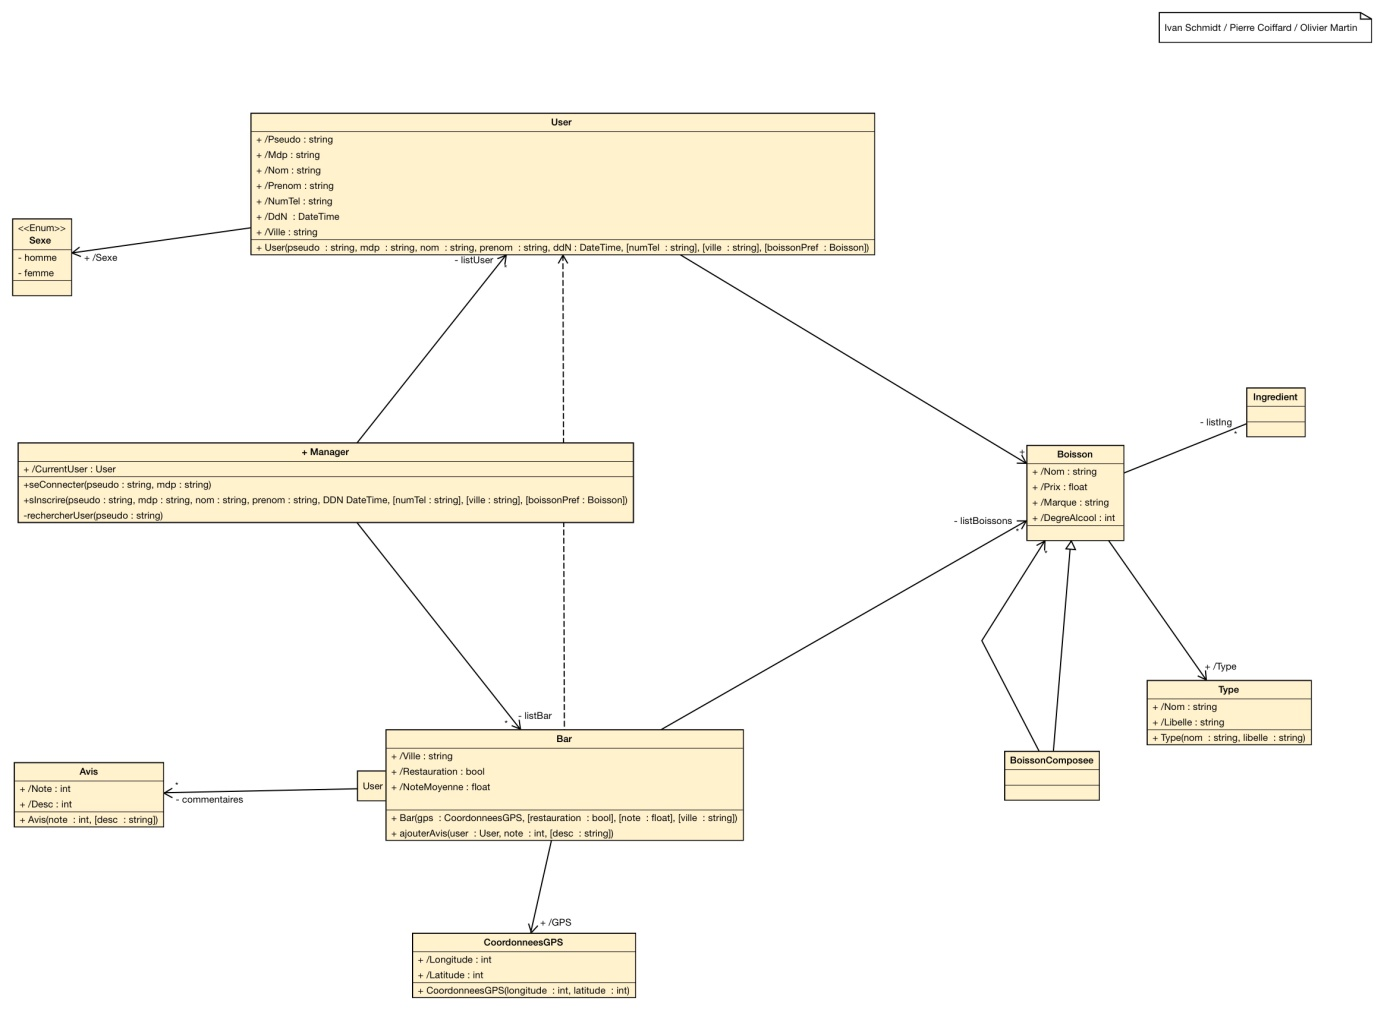 Ivan Schmidt / Pierre Coiffard / Olivier Martin
User
+ /Pseudo : string
+ /Mdp : string
+ /Nom : string
+ /Prenom : string
+ /NumTel : string
+ /DdN : DateTime
+ /Ville : string
+ User(pseudo : string, mdp : string, nom : string, prenom : string, ddN : DateTime, [numTel : string], [ville : string], [boissonPref : Boisson])
<<Enum>>
Sexe
- homme
- femme
+ /Sexe
- listUser
*
+ Manager
+ /CurrentUser : User
+seConnecter(pseudo : string, mdp : string)
+sInscrire(pseudo : string, mdp : string, nom : string, prenom : string, DDN DateTime, [numTel : string], [ville : string], [boissonPref : Boisson])
-rechercherUser(pseudo : string)
Ingredient
- listIng
*
+
Boisson
+ /Nom : string
+ /Prix : float
+ /Marque : string
+ /DegreAlcool : int
- listBoissons
*
*
+ /Type
Type
+ /Nom : string
+ /Libelle : string
+ Type(nom : string, libelle : string)
BoissonComposee
- listBar
*
Bar
+ /Ville : string
+ /Restauration : bool
+ /NoteMoyenne : float
+ Bar(gps : CoordonneesGPS, [restauration : bool], [note : float], [ville : string])
+ ajouterAvis(user : User, note : int, [desc : string])
User
*
- commentaires
Avis
+ /Note : int
+ /Desc : int
+ Avis(note : int, [desc : string])
+ /GPS
CoordonneesGPS
+ /Longitude : int
+ /Latitude : int
+ CoordonneesGPS(longitude : int, latitude : int)